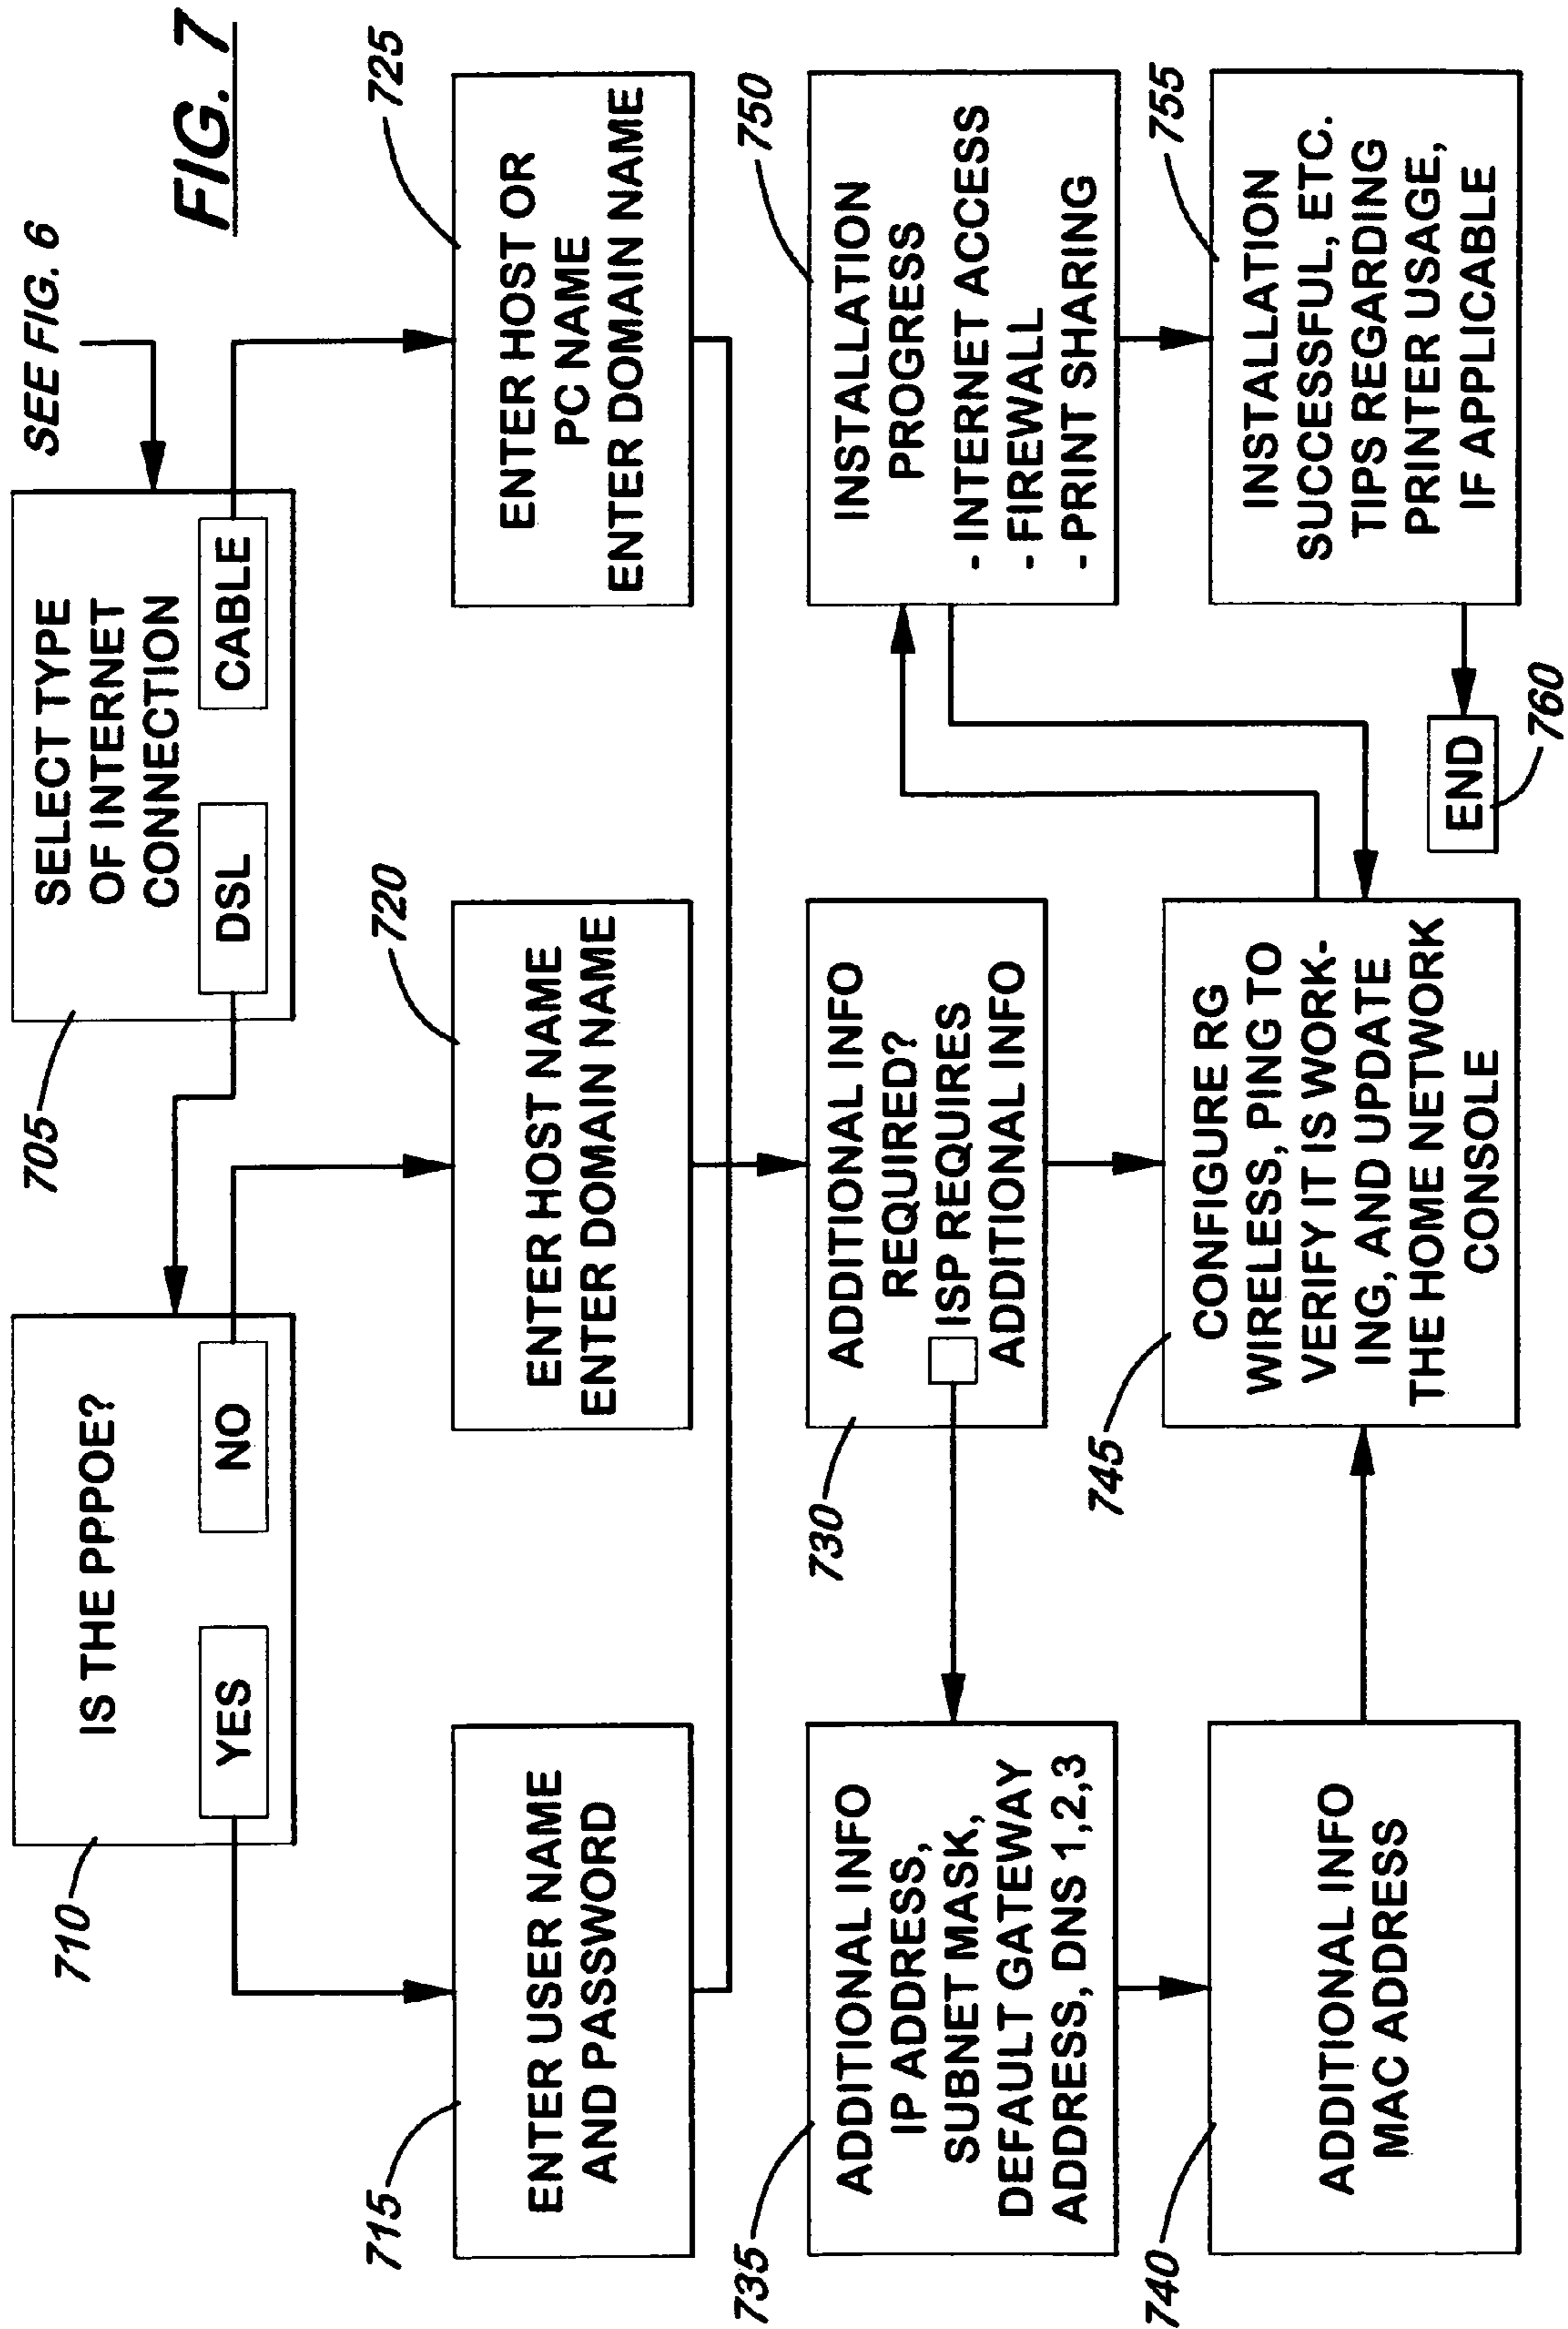 FIG. 7
SEE FIG. 6
705
SELECT TYPE
OF INTERNET
CONNECTION
DSL
CABLE
710
IS THE PPPOE?
YES
NO
715
ENTER USER NAME
AND PASSWORD
720
ENTER HOST NAME
ENTER DOMAIN NAME
725
ENTER HOST OR
PC NAME
ENTER DOMAIN NAME
730
ADDITIONAL INFO
REQUIRED?
ISP REQUIRES
ADDITIONAL INFO
735
ADDITIONAL INFO
IP ADDRESS,
SUBNET MASK,
DEFAULT GATEWAY
ADDRESS, DNS 1,2,3
740
ADDITIONAL INFO
MAC ADDRESS
745
CONFIGURE RG
WIRELESS, PING TO
VERIFY IT IS WORK-
ING, AND UPDATE
THE HOME NETWORK
CONSOLE
750
INSTALLATION
PROGRESS
- INTERNET ACCESS
- FIREWALL
- PRINT SHARING
755
INSTALLATION
SUCCESSFUL, ETC.
TIPS REGARDING
PRINTER USAGE,
IF APPLICABLE
END
760